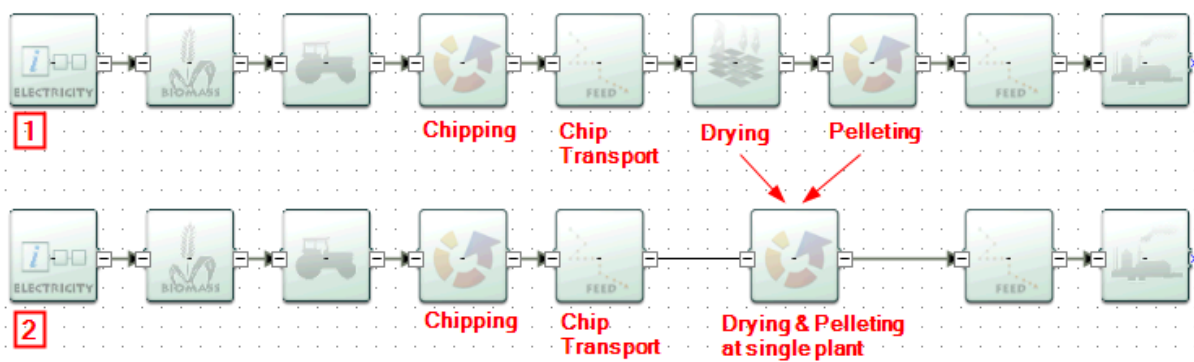 ELECTRICITY
BIOMASS
FEED
FEED
Chipping
Chip
Transport
Drying
Pelleting
1
ELECTRICITY
BIOMASS
FEED
FEED
Chipping
Chip
Transport
Drying & Pelleting
at single plant
2